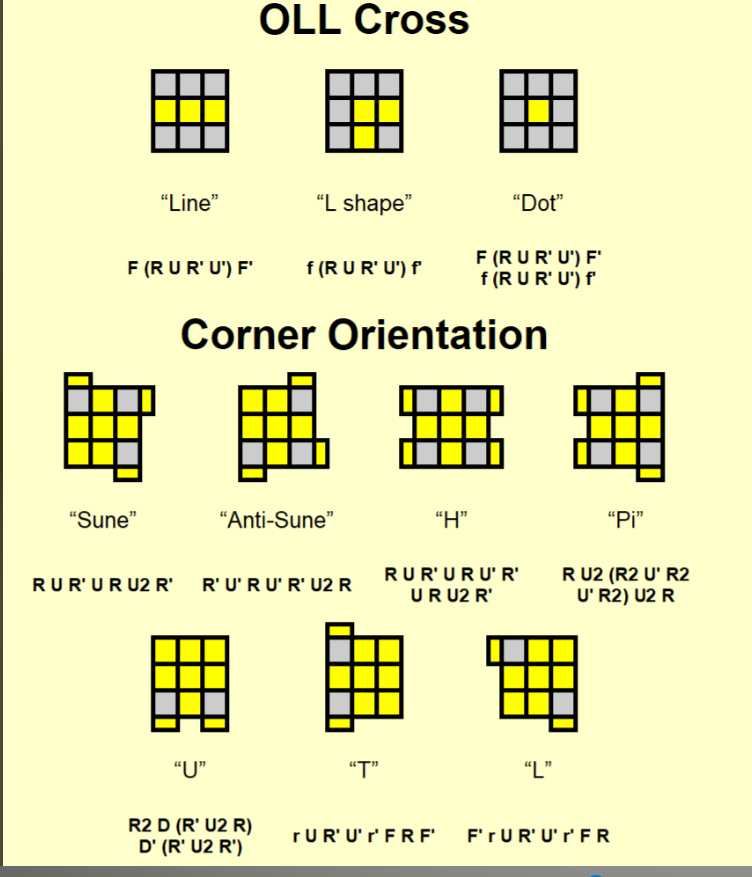 OLL Cross
“Line” “L shape” “Dot”
F (R U R' U') F' f (R U R' U') f' F (R U R' U') F'
f (R U R' U') f'
Corner Orientation
“Sune” “Anti-Sune” “H” “Pi”
R U R' U R U2 R' R' U' R U' R' U2 R R U R' U R U' R' R U2 (R2 U' R2
U R U2 R' U' R2) U2 R
“U” “T” “L”
R2 D (R' U2 R) r U R' U' r' F R F' F' r U R' U' r' F R
D' (R' U2 R')